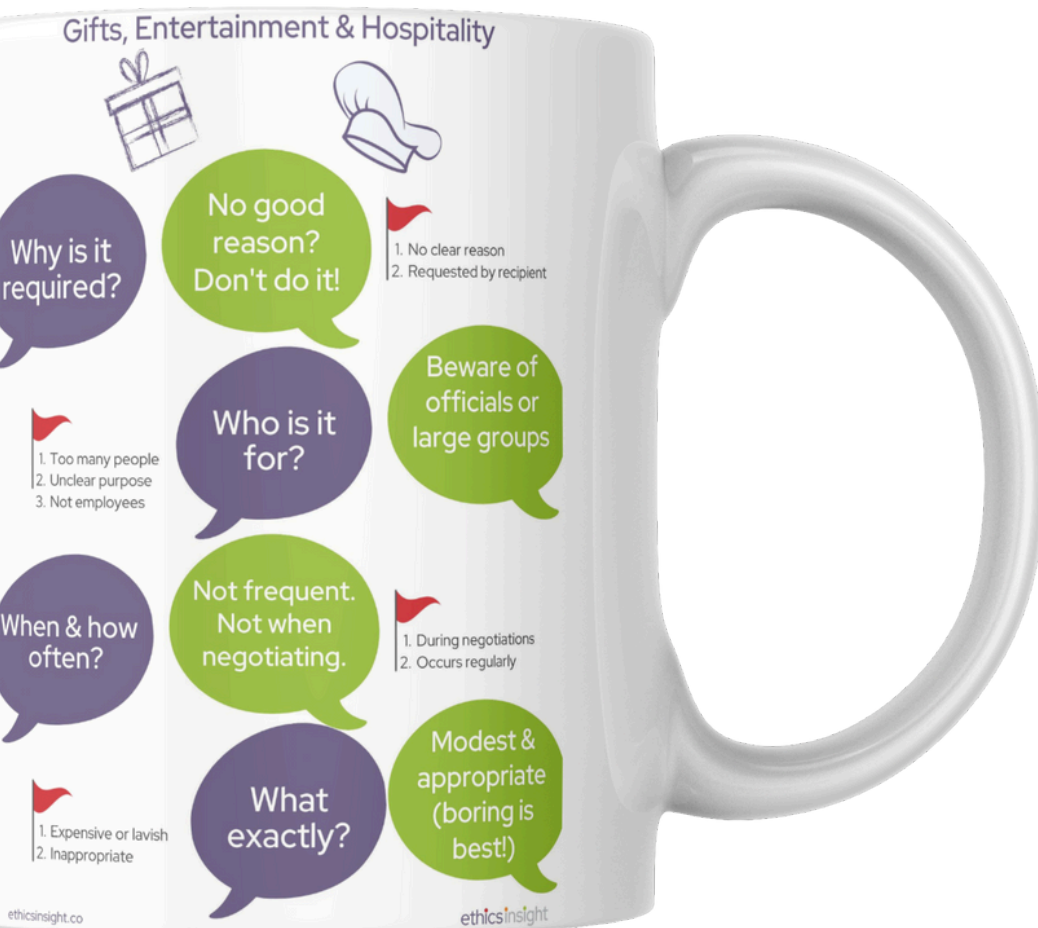 Gifts, Entertainment & Hospitality
Why is it
required?
No good
reason?
Don't do it!
1. No clear reason
2. Requested by recipient
Who is it
for?
Beware of
officials or
large groups
1. Too many people
2. Unclear purpose
3. Not employees
When & how
often?
Not frequent.
Not when
negotiating.
1. During negotiations
2. Occurs regularly
What
exactly?
Modest &
appropriate
(boring is
best!)
1. Expensive or lavish
2. Inappropriate
ethicsinsight.co
ethicsinsight